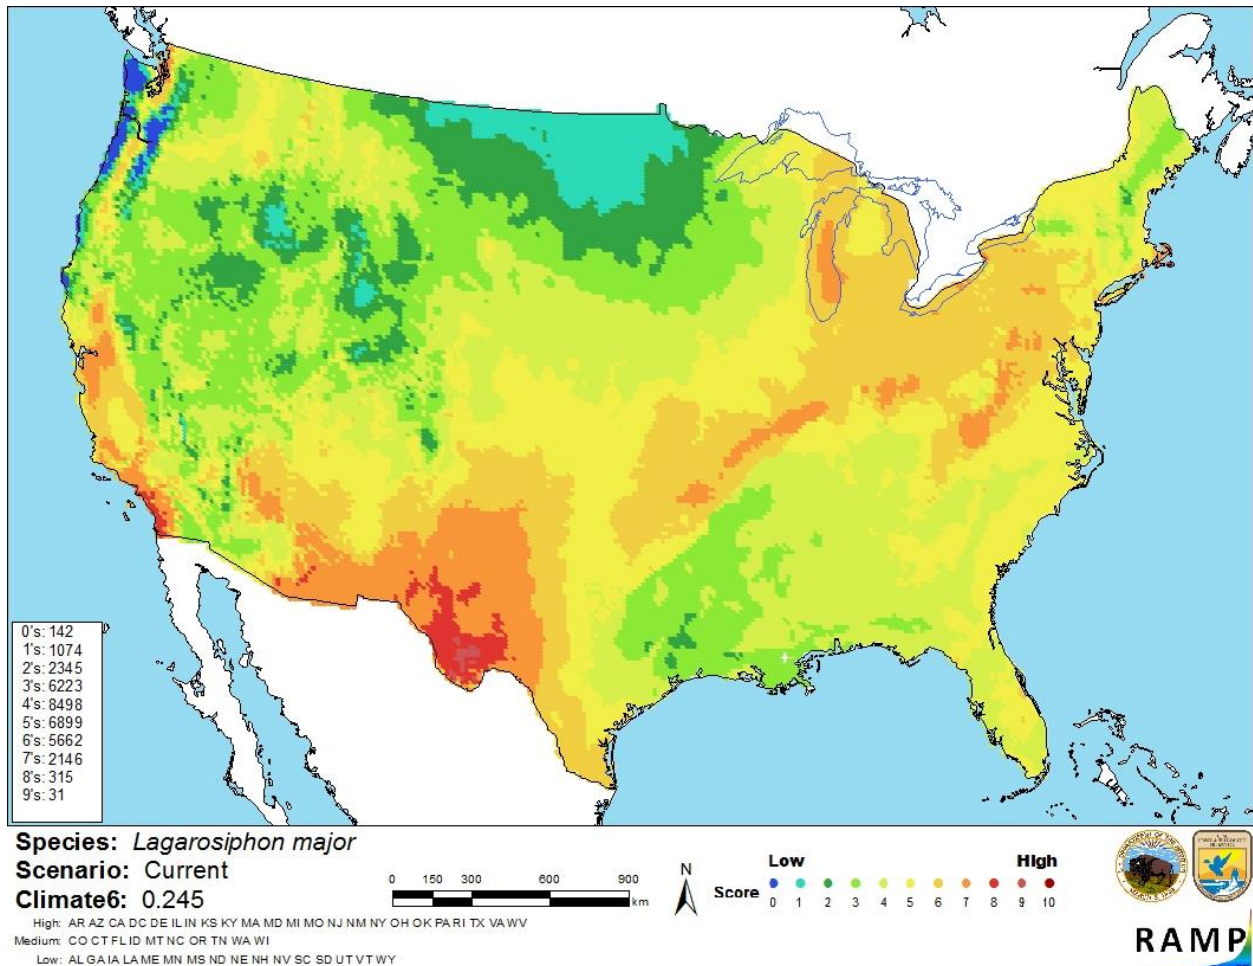 0's: 142
1's: 1074
2's: 2345
3's: 6223
4's: 8498
5's: 6899
6's: 5662
7's: 2146
8's: 315
9's: 31
Species: Lagarosiphon major
Scenario: Current
Climate6: 0.245
High: AR AZ CA DC DE IL IN KS KY MA MD MI MO NJ NM NY OH OK PA RI TX VA WV
Medium: CO CT FL ID MT NC OR TN WA WI
Low: AL GA IA LA ME MN MS ND NE NH NV SC SD UT VT WY
0 150 300 600 900
km
N
Low High
Score 0 1 2 3 4 5 6 7 8 9 10
RAMP